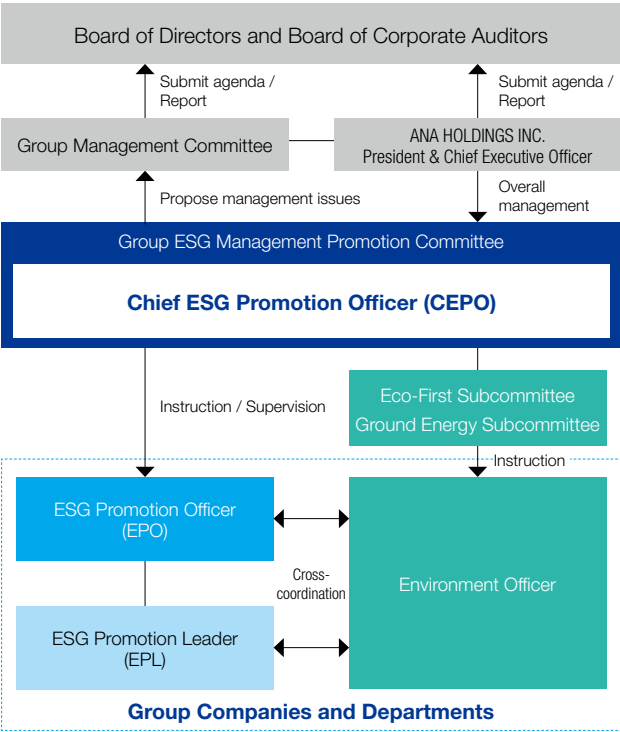 Board of Directors and Board of Corporate Auditors
Submit agenda /
Report
Submit agenda /
Report
Group Management Committee
ANA HOLDINGS INC.
President & Chief Executive Officer
Propose management issues
Overall
management
Group ESG Management Promotion Committee
Chief ESG Promotion Officer (CEPO)
Instruction / Supervision
Eco-First Subcommittee
Ground Energy Subcommittee
Instruction
ESG Promotion Officer
(EPO)
Cross-
coordination
Environment Officer
ESG Promotion Leader
(EPL)
Group Companies and Departments